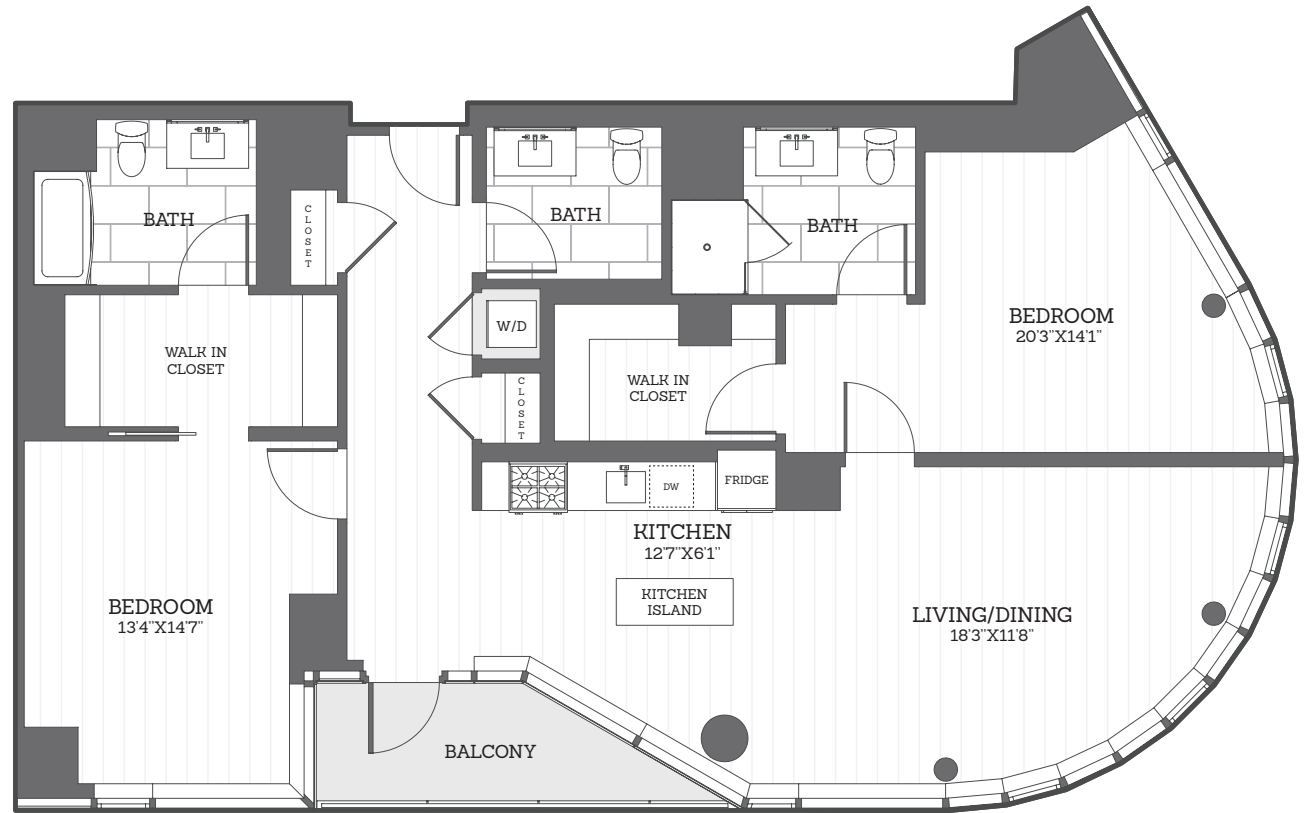 BATH
CLOSET
BATH
BATH
W/D
WALK IN
CLOSET
CLOSET
WALK IN
CLOSET
BEDROOM
20'3"X14'1"
DW
FRIDGE
KITCHEN
12'7"X6'1"
KITCHEN
ISLAND
BEDROOM
13'4"X14'7"
LIVING/DINING
18'3"X11'8"
BALCONY